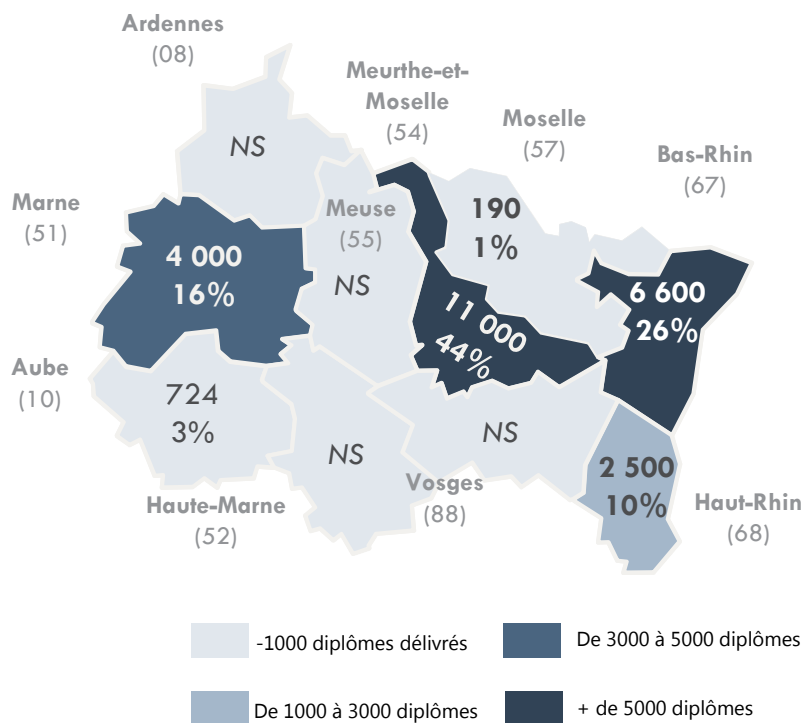 Ardennes
(08)
Meurthe-et-
Moselle
(54)
Moselle
(57)
Bas-Rhin
(67)
NS
Marne
(51)
Meuse
(55)
190
1%
4 000
16%
NS
11 000
44%
6 600
26%
Aube
(10)
724
3%
NS
NS
2 500
10%
Haute-Marne
(52)
Vosges
(88)
Haut-Rhin
(68)
-1000 diplômes délivrés
De 3000 à 5000 diplômes
De 1000 à 3000 diplômes
+ de 5000 diplômes